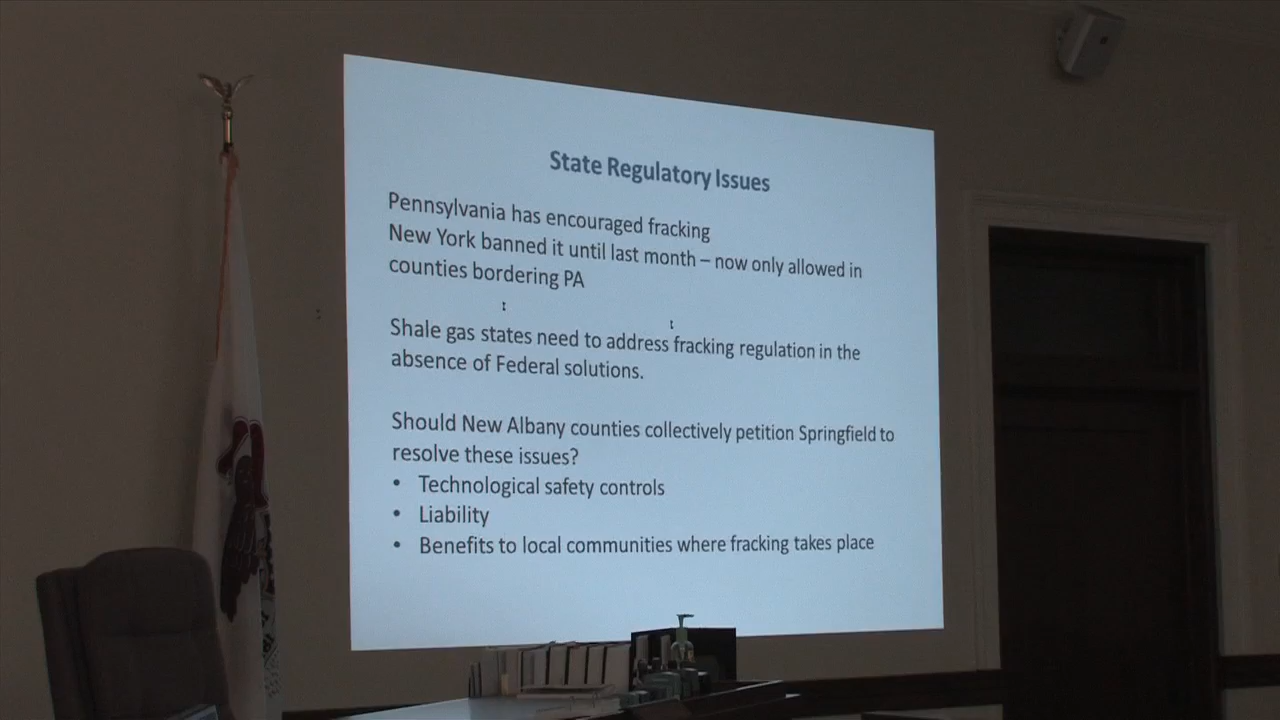 State Regulatory Issues
Pennsylvania has encouraged fracking
New York banned it until last month – now only allowed in
counties bordering PA
Shale gas states need to address fracking regulation in the
absence of Federal solutions.
Should New Albany counties collectively petition Springfield to
resolve these issues?
• Technological safety controls
• Liability
• Benefits to local communities where fracking takes place